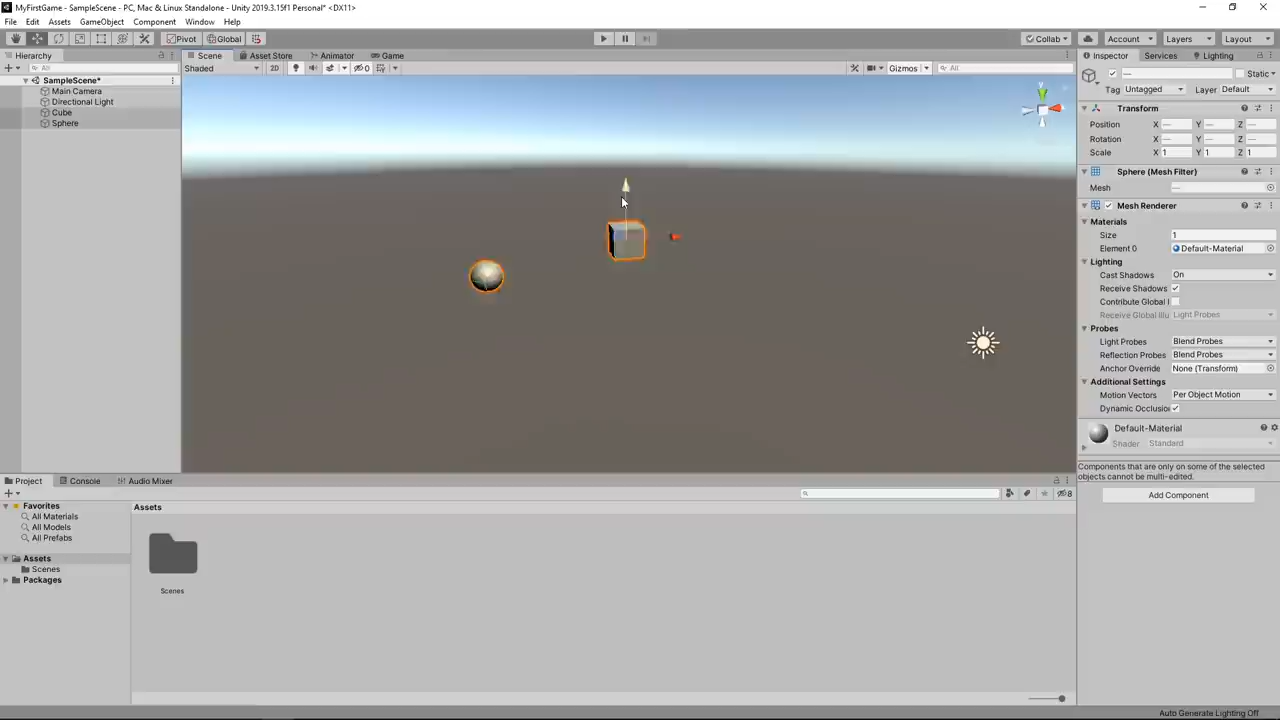 MyFirstGame - SampleScene - PC, Mac & Linux Standalone - Unity 2019.3.15f1 Personal* <DX11>
File Edit Assets GameObject Component Window Help
Pivot Global Collab Account Layers Layout
Hierarchy Scene Asset Store Animator Game Inspector Services Lighting
All Shaded 2D 0 Gizmos All — Static
SampleScene*
Main Camera
Directional Light
Cube
Sphere
Tag Untagged Layer Default
Transform
Position X — Y — Z —
Rotation X — Y — Z —
Scale X 1 Y 1 Z 1
Sphere (Mesh Filter)
Mesh —
Mesh Renderer
Materials
Size 1
Element 0 Default-Material
Lighting
Cast Shadows On
Receive Shadows
Contribute Global I
Receive Global Illu Light Probes
Probes
Light Probes Blend Probes
Reflection Probes Blend Probes
Anchor Override None (Transform)
Additional Settings
Motion Vectors Per Object Motion
Dynamic Occlusio
Default-Material
Shader Standard
Components that are only on some of the selected
objects cannot be multi-edited.
Add Component
Project Console Audio Mixer
8
Favorites
All Materials
All Models
All Prefabs
Assets
Scenes
Packages
Assets
Scenes
Auto Generate Lighting Off